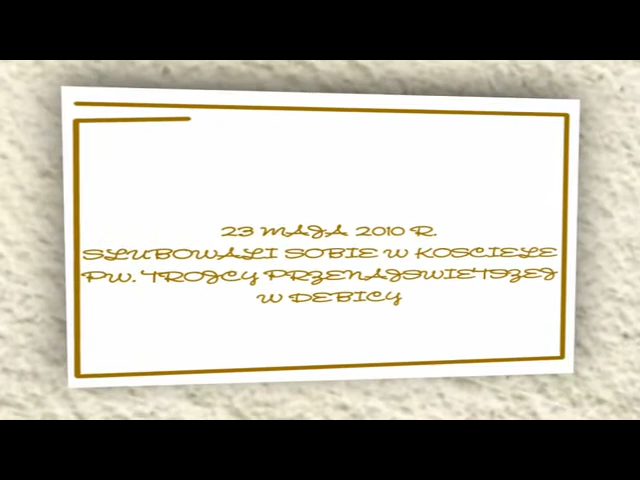 23 MAJA 2010 R.
SLUBOWALI SOBIE W KOSCIELE
PW. TROJCY PRZENAJSWIETSZEJ
W DEBICY